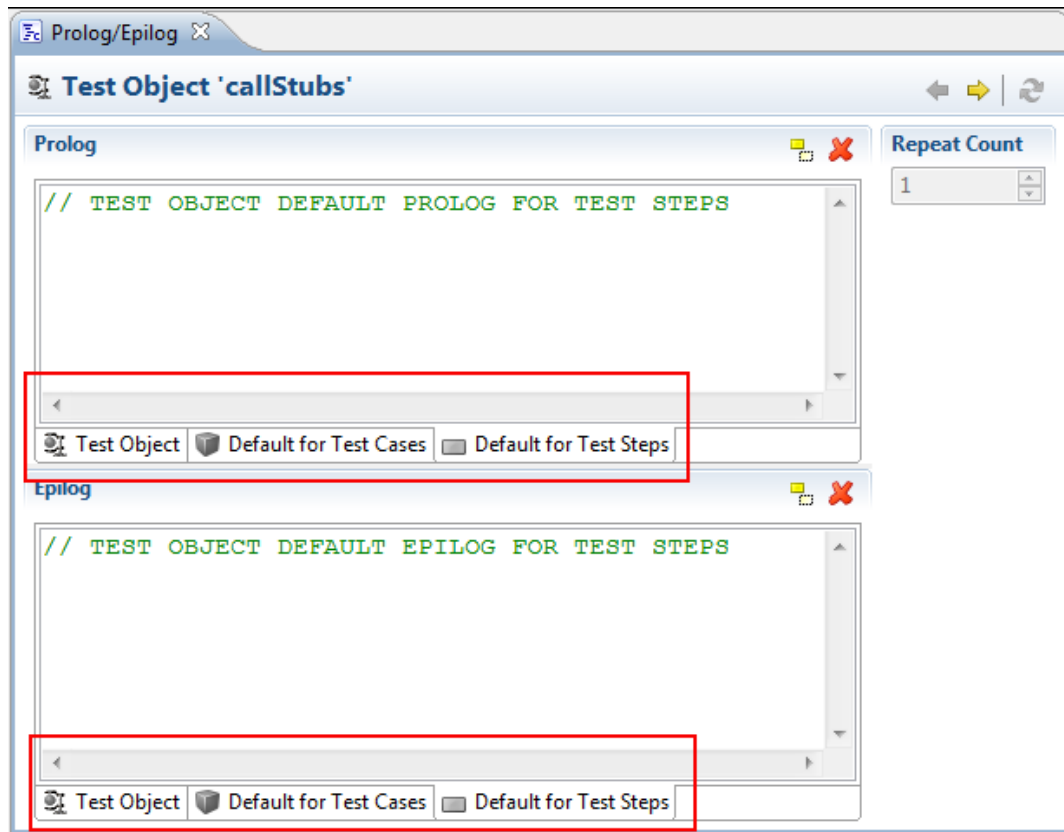 Prolog/Epilog
Test Object 'callStubs'
Prolog
Repeat Count
// TEST OBJECT DEFAULT PROLOG FOR TEST STEPS
1
Test Object Default for Test Cases Default for Test Steps
Epilog
// TEST OBJECT DEFAULT EPILOG FOR TEST STEPS
Test Object Default for Test Cases Default for Test Steps